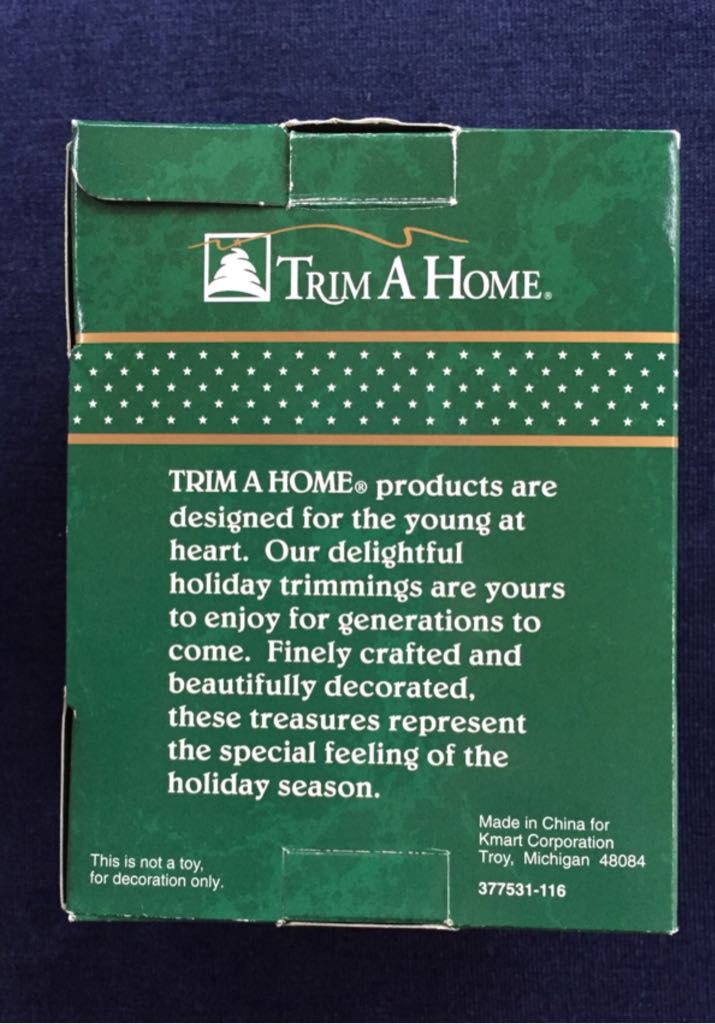 TRIM A HOME®
TRIM A HOME® products are
designed for the young at
heart. Our delightful
holiday trimmings are yours
to enjoy for generations to
come. Finely crafted and
beautifully decorated,
these treasures represent
the special feeling of the
holiday season.
This is not a toy,
for decoration only.
Made in China for
Kmart Corporation
Troy, Michigan 48084
377531-116